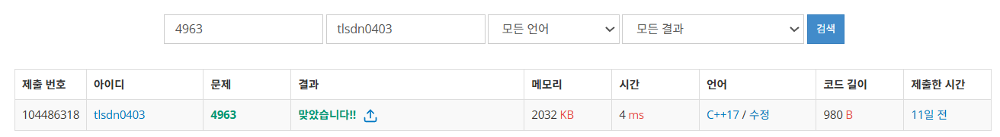 4963 tlsdn0403 모든 언어 모든 결과 검색
제출 번호 아이디 문제 결과 메모리 시간 언어 코드 길이 제출한 시간
104486318 tlsdn0403 4963 맞았습니다!! 2032 KB 4 ms C++17 / 수정 980 B 11일 전